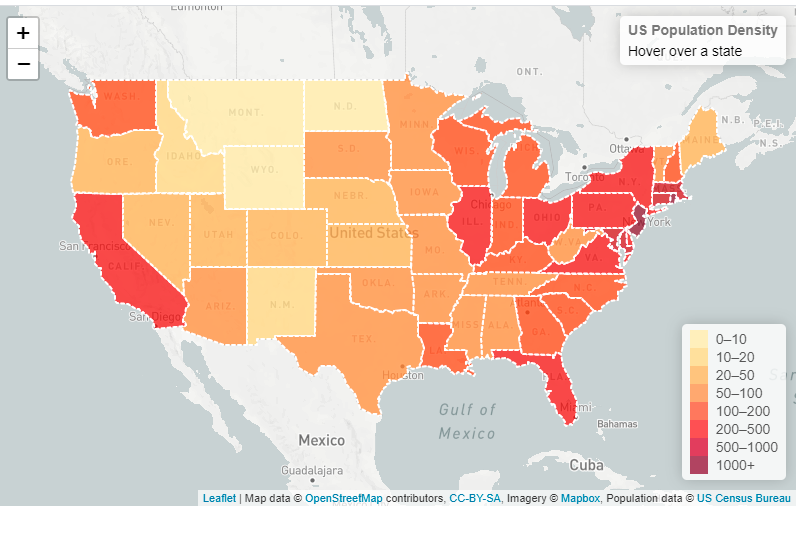 Edmonton
+
−
US Population Density
Hover over a state
ONT.
WASH.
MONT.
N.D.
MINN.
N.B.
P.E.I.
N.S.
MAINE
Ottawa
ORE.
IDAHO
S.D.
WIS.
WYO.
Toronto
N.Y.
MASS.
NEBR.
IOWA
Chicago
NEV.
UTAH
COLO.
United States
ILL.
IND.
OHIO
PA.
New York
San Francisco
CALIF.
MO.
KY.
W.VA.
VA.
San Diego
ARIZ.
N.M.
OKLA.
ARK.
TENN.
N.C.
Atlanta
S.C.
TEX.
MISS.
ALA.
GA.
LA.
Houston
FLA.
Miami
Gulf of
Mexico
Bahamas
Mexico
Cuba
Guadalajara
0–10
10–20
20–50
50–100
100–200
200–500
500–1000
1000+
Leaflet | Map data © OpenStreetMap contributors, CC-BY-SA, Imagery © Mapbox, Population data © US Census Bureau